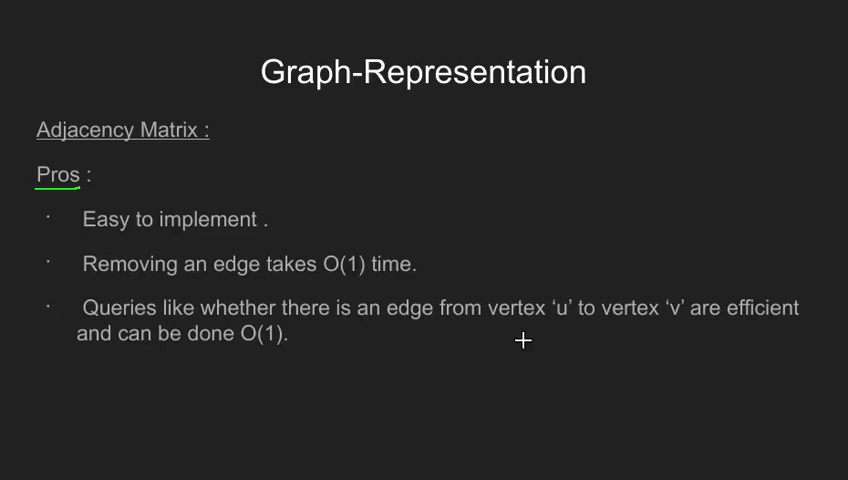 Graph-Representation
Adjacency Matrix :
Pros :
· Easy to implement .
· Removing an edge takes O(1) time.
· Queries like whether there is an edge from vertex ‘u’ to vertex ‘v’ are efficient
and can be done O(1).